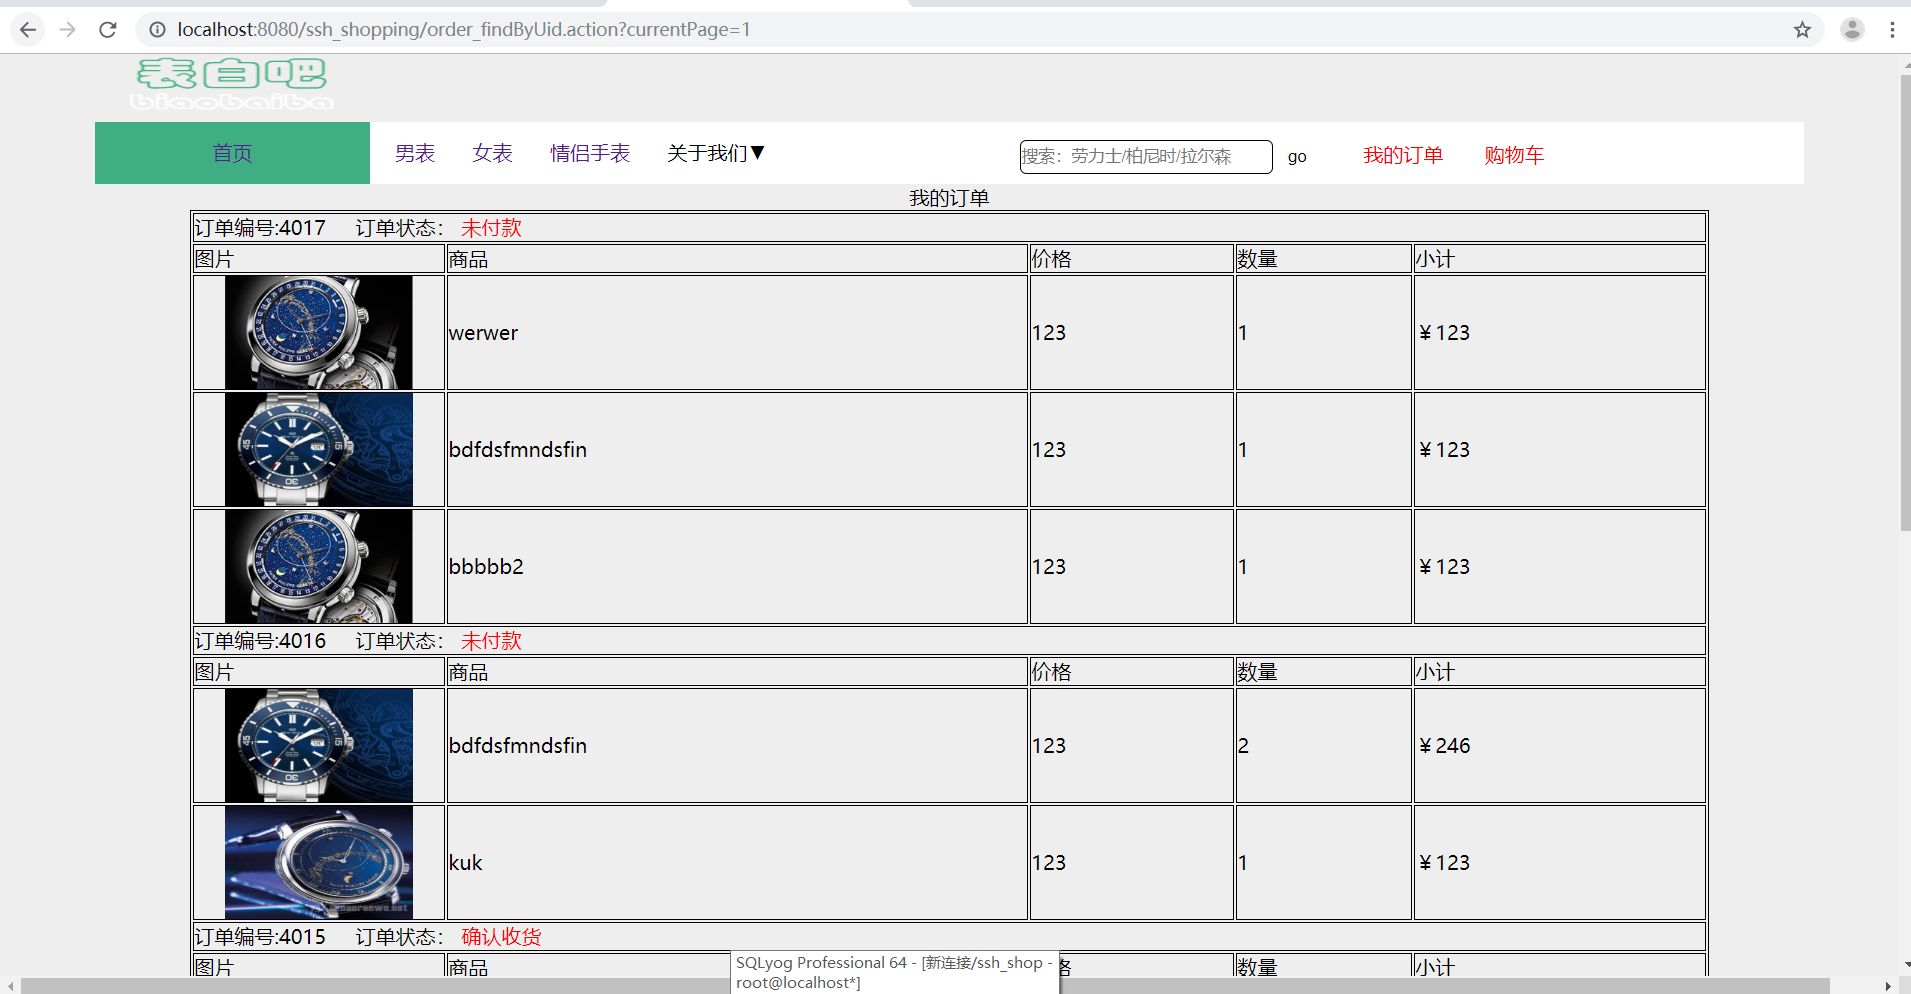 localhost:8080/ssh_shopping/order_findByUid.action?currentPage=1
表白吧
biaobaiba
首页 男表 女表 情侣手表 关于我们▼ 搜索：劳力士/柏尼时/拉尔森 go 我的订单 购物车
我的订单
订单编号:4017 订单状态： 未付款
图片 商品 价格 数量 小计
werwer 123 1 ￥123
bdfdsfmndsfin 123 1 ￥123
bbbbb2 123 1 ￥123
订单编号:4016 订单状态： 未付款
图片 商品 价格 数量 小计
bdfdsfmndsfin 123 2 ￥246
kuk 123 1 ￥123
订单编号:4015 订单状态： 确认收货
图片 商品 格 数量 小计
SQLyog Professional 64 - [新连接/ssh_shop -
root@localhost*]